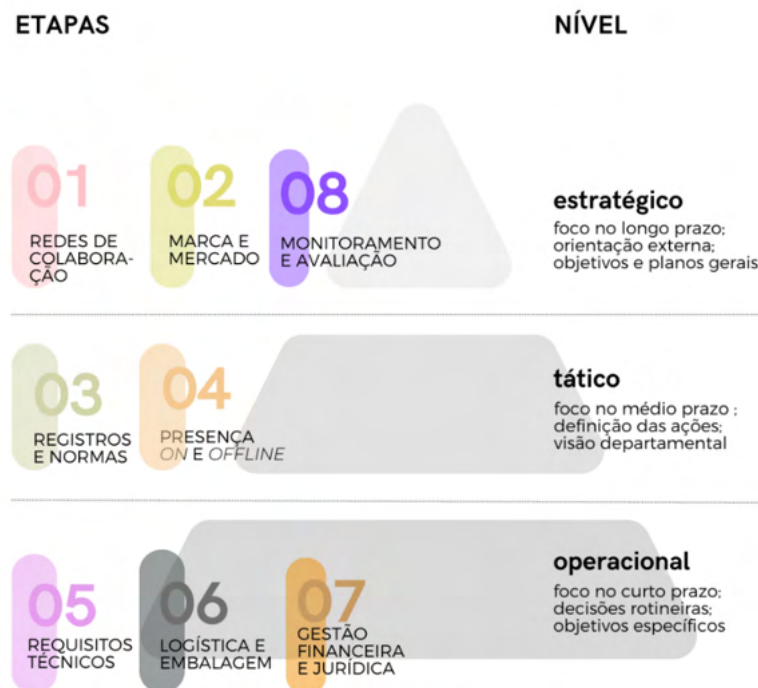 ETAPAS
NÍVEL
01
REDES DE
COLABORA-
ÇÃO
02
MARCA E
MERCADO
08
MONITORAMENTO
E AVALIAÇÃO
estratégico
foco no longo prazo;
orientação externa;
objetivos e planos gerais
03
REGISTROS
E NORMAS
04
PRESENÇA
ON E OFFLINE
tático
foco no médio prazo ;
definição das ações;
visão departamental
05
REQUISITOS
TÉCNICOS
06
LOGÍSTICA E
EMBALAGEM
07
GESTÃO
FINANCEIRA
E JURÍDICA
operacional
foco no curto prazo;
decisões rotineiras;
objetivos específicos